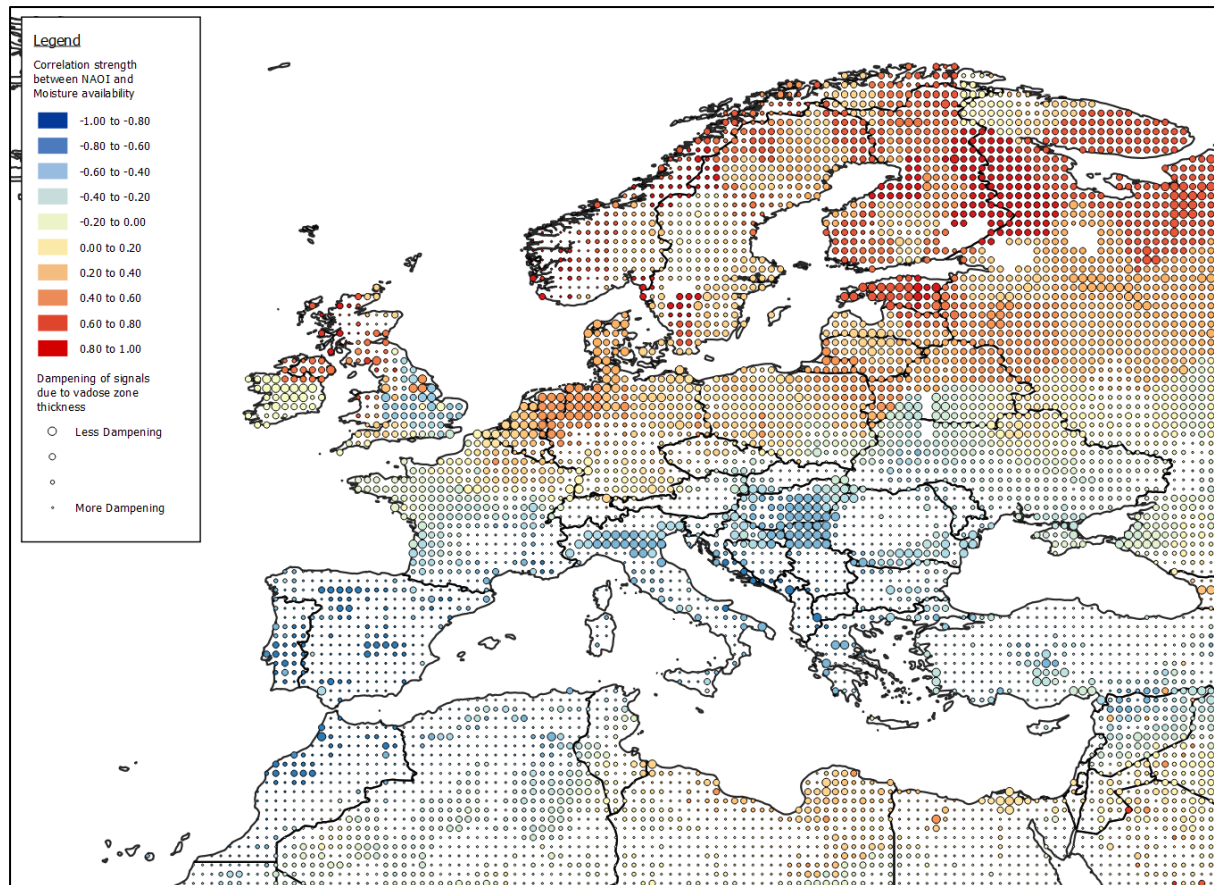 Legend
Correlation strength
between NAOI and
Moisture availability
-1.00 to -0.80
-0.80 to -0.60
-0.60 to -0.40
-0.40 to -0.20
-0.20 to 0.00
0.00 to 0.20
0.20 to 0.40
0.40 to 0.60
0.60 to 0.80
0.80 to 1.00
Dampening of signals
due to vadose zone
thickness
Less Dampening
More Dampening